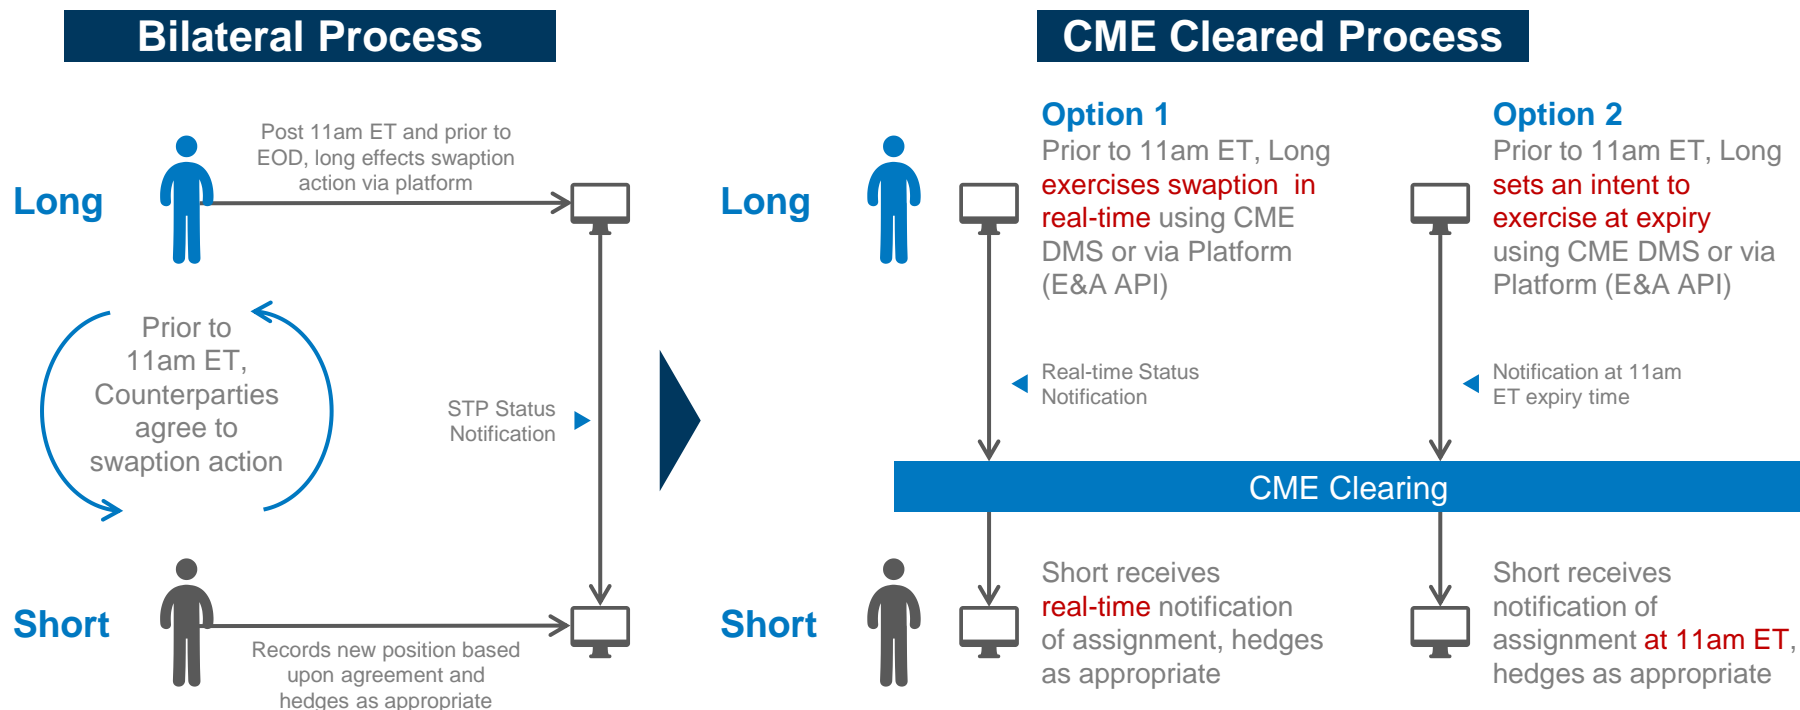 Bilateral Process
Post 11am ET and prior to
EOD, long effects swaption
action via platform
Long
Prior to
11am ET,
Counterparties
agree to
swaption action
STP Status
Notification
Short
Records new position based
upon agreement and
hedges as appropriate
CME Cleared Process
Long
Option 1
Prior to 11am ET, Long
exercises swaption in
real-time using CME
DMS or via Platform
(E&A API)
Real-time Status
Notification
Option 2
Prior to 11am ET, Long
sets an intent to
exercise at expiry
using CME DMS or via
Platform (E&A API)
Notification at 11am
ET expiry time
CME Clearing
Short
Short receives
real-time notification
of assignment, hedges
as appropriate
Short receives
notification of
assignment at 11am ET,
hedges as appropriate